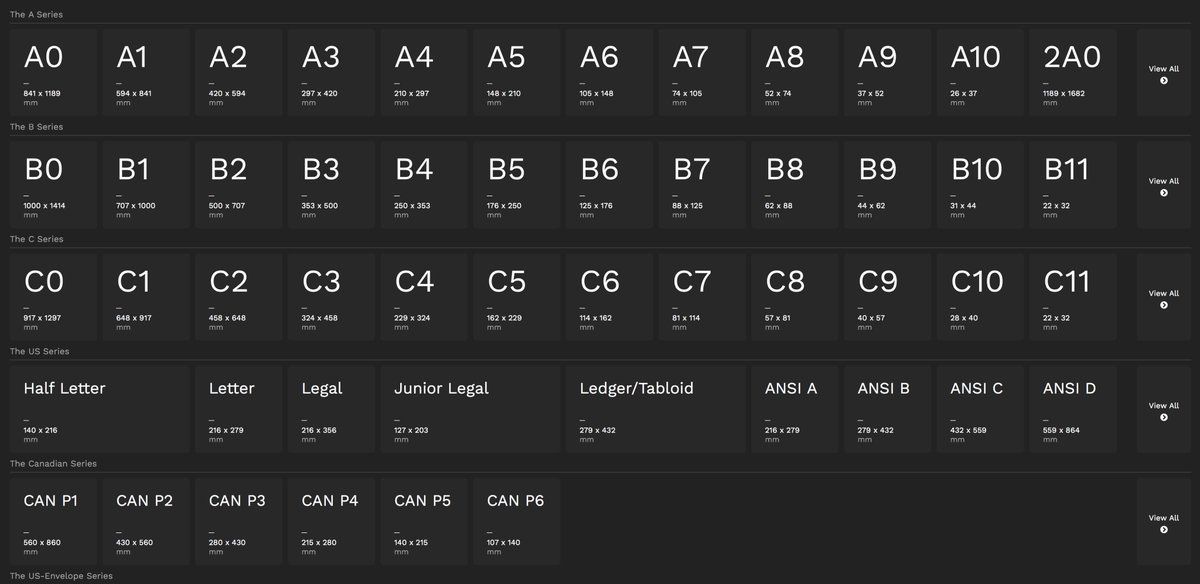 The A Series
A0 A1 A2 A3 A4 A5 A6 A7 A8 A9 A10 2A0
– – – – – – – – – – – –
841 x 1189 594 x 841 420 x 594 297 x 420 210 x 297 148 x 210 105 x 148 74 x 105 52 x 74 37 x 52 26 x 37 1189 x 1682
mm mm mm mm mm mm mm mm mm mm mm mm
View All
The B Series
B0 B1 B2 B3 B4 B5 B6 B7 B8 B9 B10 B11
– – – – – – – – – – – –
1000 x 1414 707 x 1000 500 x 707 353 x 500 250 x 353 176 x 250 125 x 176 88 x 125 62 x 88 44 x 62 31 x 44 22 x 32
mm mm mm mm mm mm mm mm mm mm mm mm
View All
The C Series
C0 C1 C2 C3 C4 C5 C6 C7 C8 C9 C10 C11
– – – – – – – – – – – –
917 x 1297 648 x 917 458 x 648 324 x 458 229 x 324 162 x 229 114 x 162 81 x 114 57 x 81 40 x 57 28 x 40 22 x 32
mm mm mm mm mm mm mm mm mm mm mm mm
View All
The US Series
Half Letter Letter Legal Junior Legal Ledger/Tabloid ANSI A ANSI B ANSI C ANSI D
– – – – – – – – –
140 x 216 216 x 279 216 x 356 127 x 203 279 x 432 216 x 279 279 x 432 432 x 559 559 x 864
mm mm mm mm mm mm mm mm mm
View All
The Canadian Series
CAN P1 CAN P2 CAN P3 CAN P4 CAN P5 CAN P6
– – – – – –
560 x 860 430 x 560 280 x 430 215 x 280 140 x 215 107 x 140
mm mm mm mm mm mm
View All
The US-Envelope Series